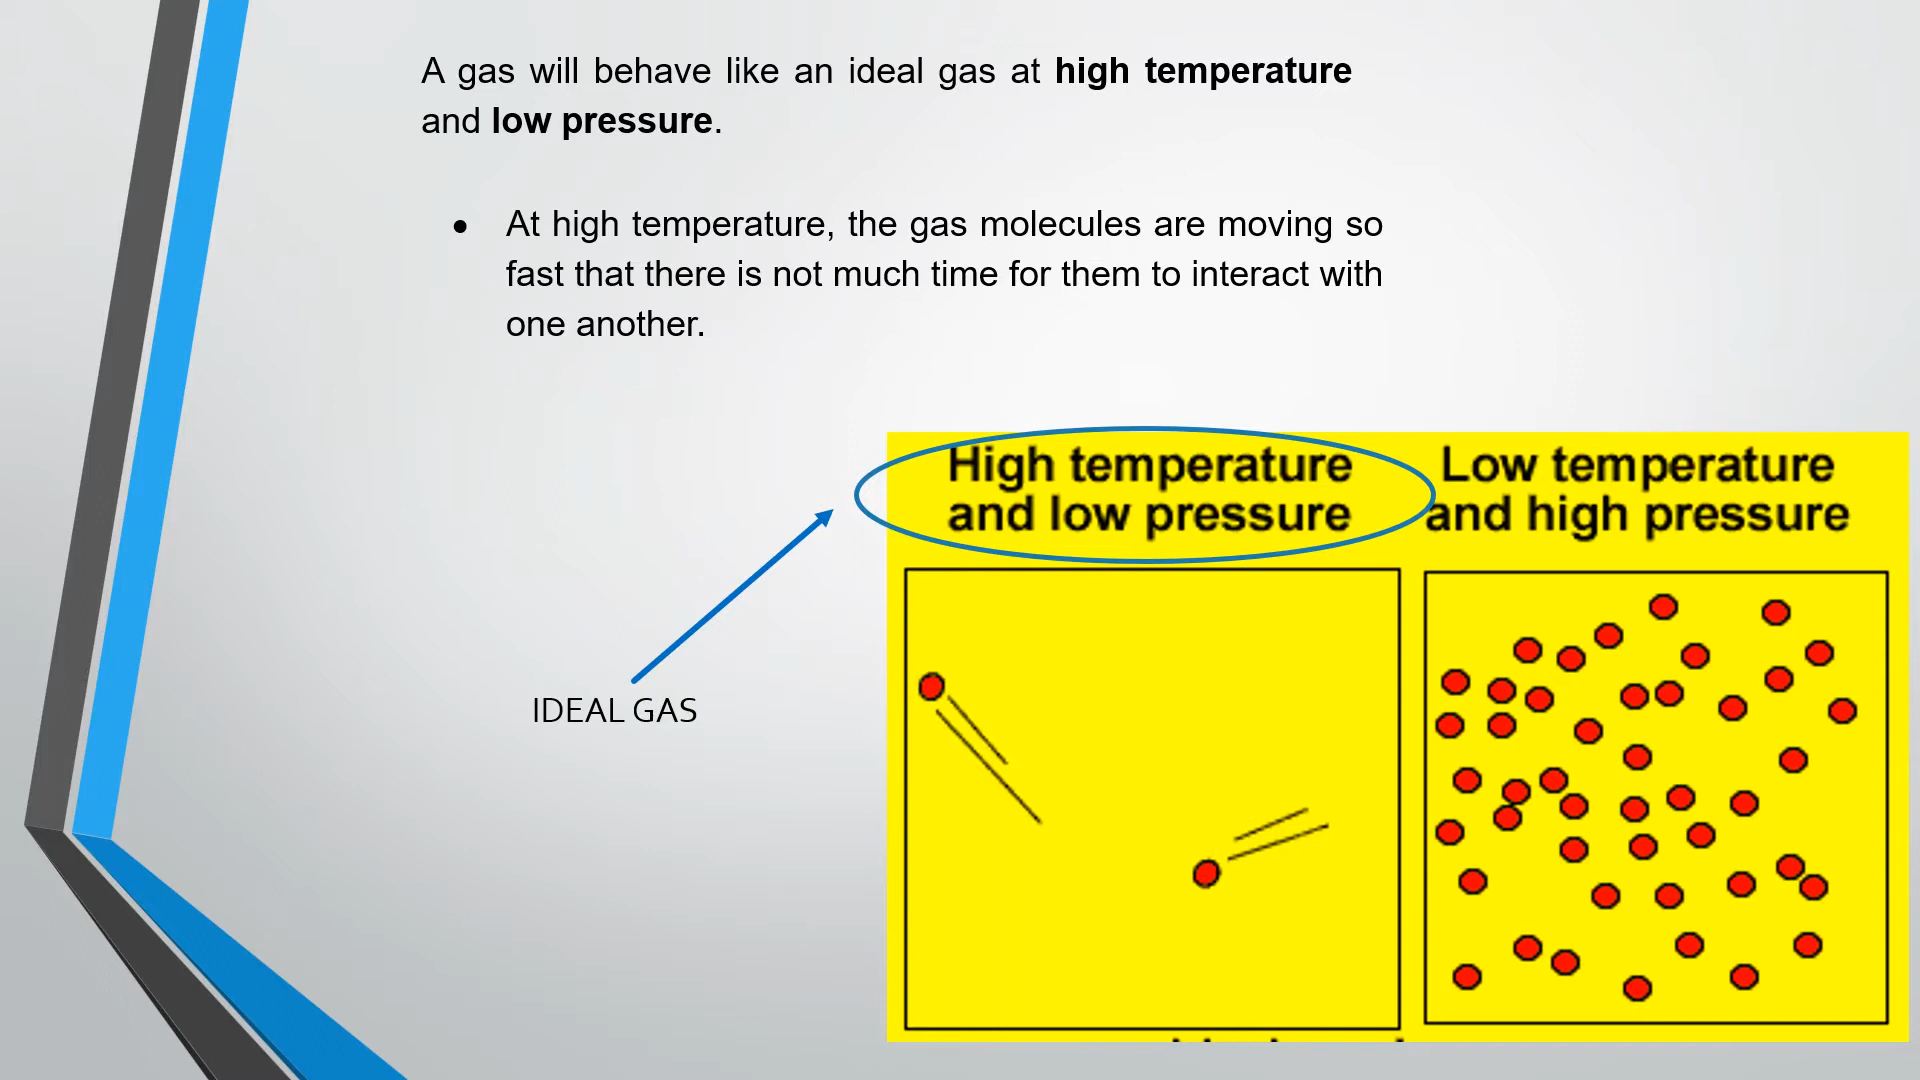 A gas will behave like an ideal gas at high temperature
and low pressure.
• At high temperature, the gas molecules are moving so
fast that there is not much time for them to interact with
one another.
High temperature
and low pressure
Low temperature
and high pressure
IDEAL GAS